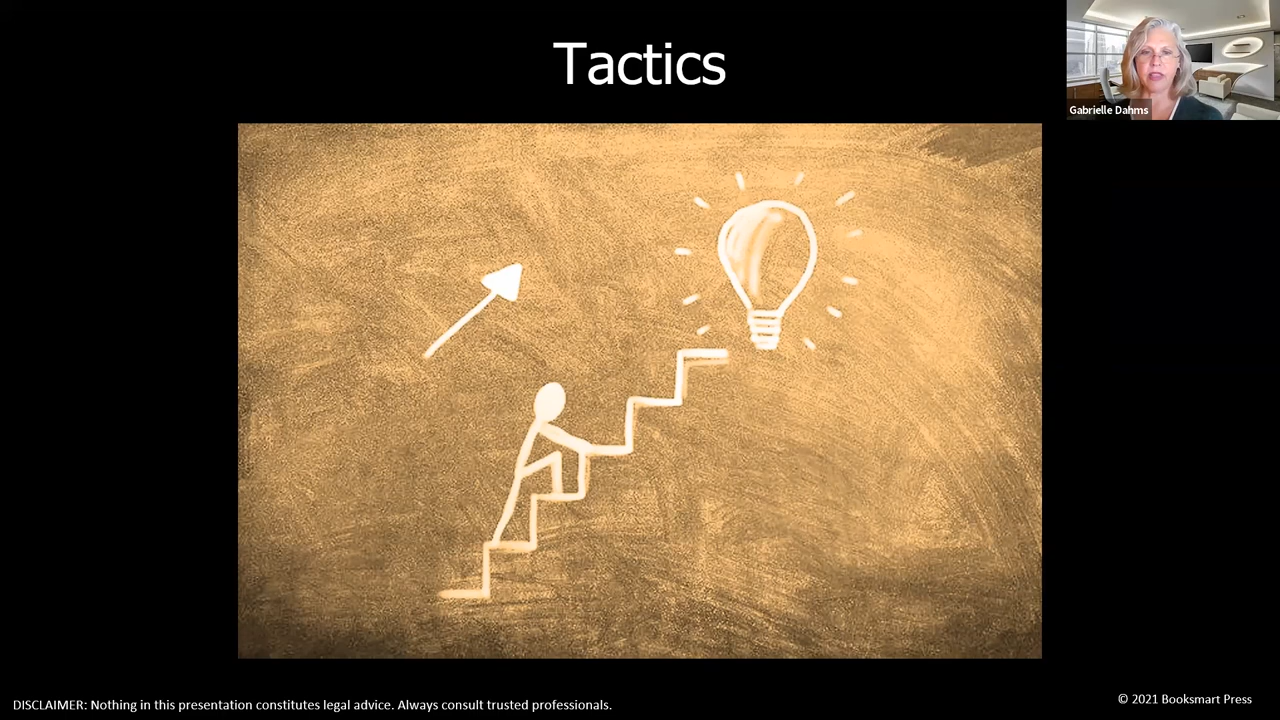 Tactics
Gabrielle Dahms
DISCLAIMER: Nothing in this presentation constitutes legal advice. Always consult trusted professionals.
© 2021 Booksmart Press